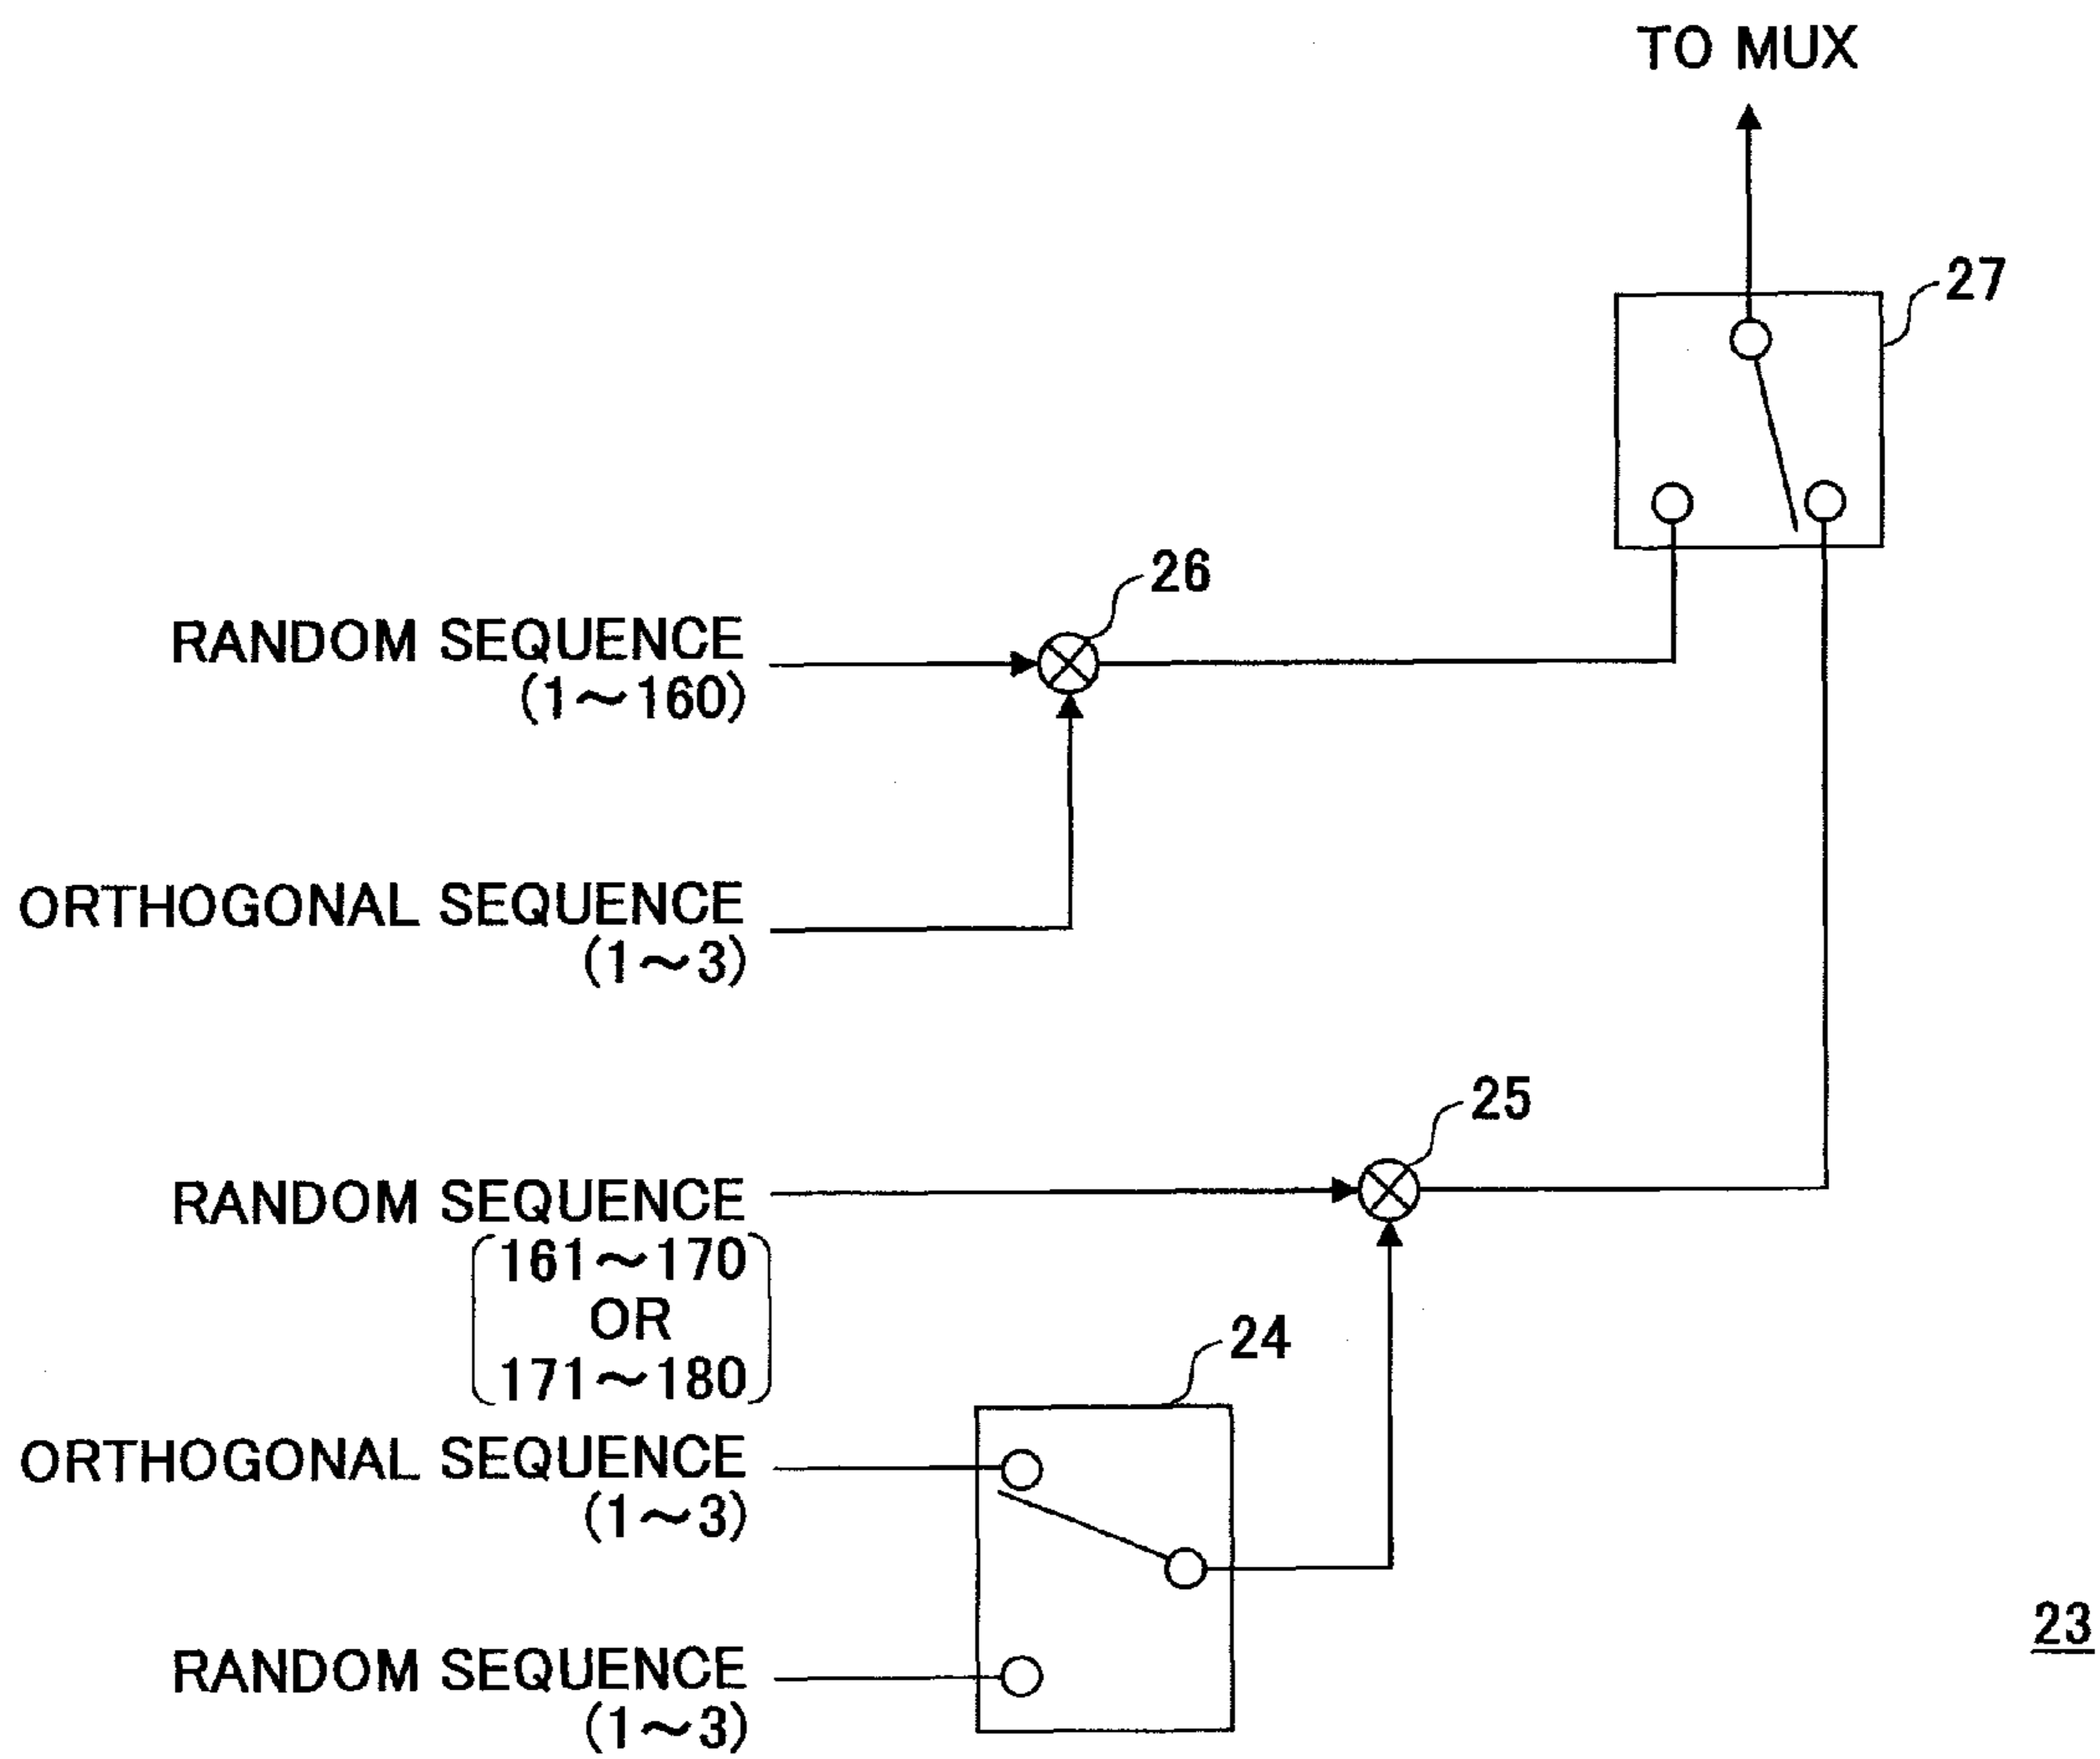 TO MUX
27
26
RANDOM SEQUENCE
(1～160)
ORTHOGONAL SEQUENCE
(1～3)
25
RANDOM SEQUENCE
161～170
OR
171～180
24
ORTHOGONAL SEQUENCE
(1～3)
23
RANDOM SEQUENCE
(1～3)